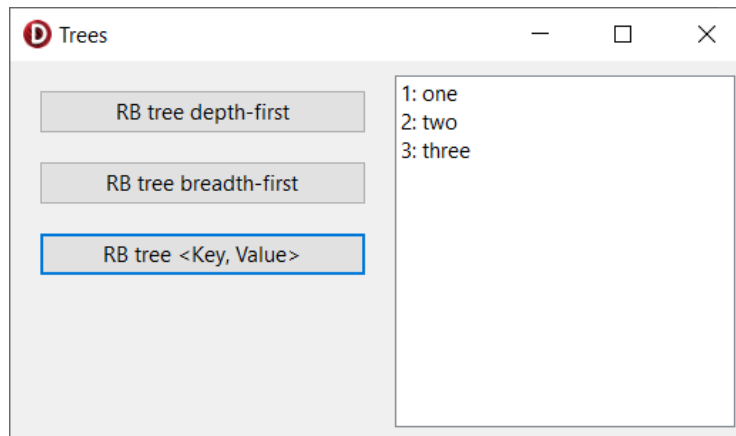 Trees
RB tree depth-first
RB tree breadth-first
RB tree <Key, Value>
1: one
2: two
3: three